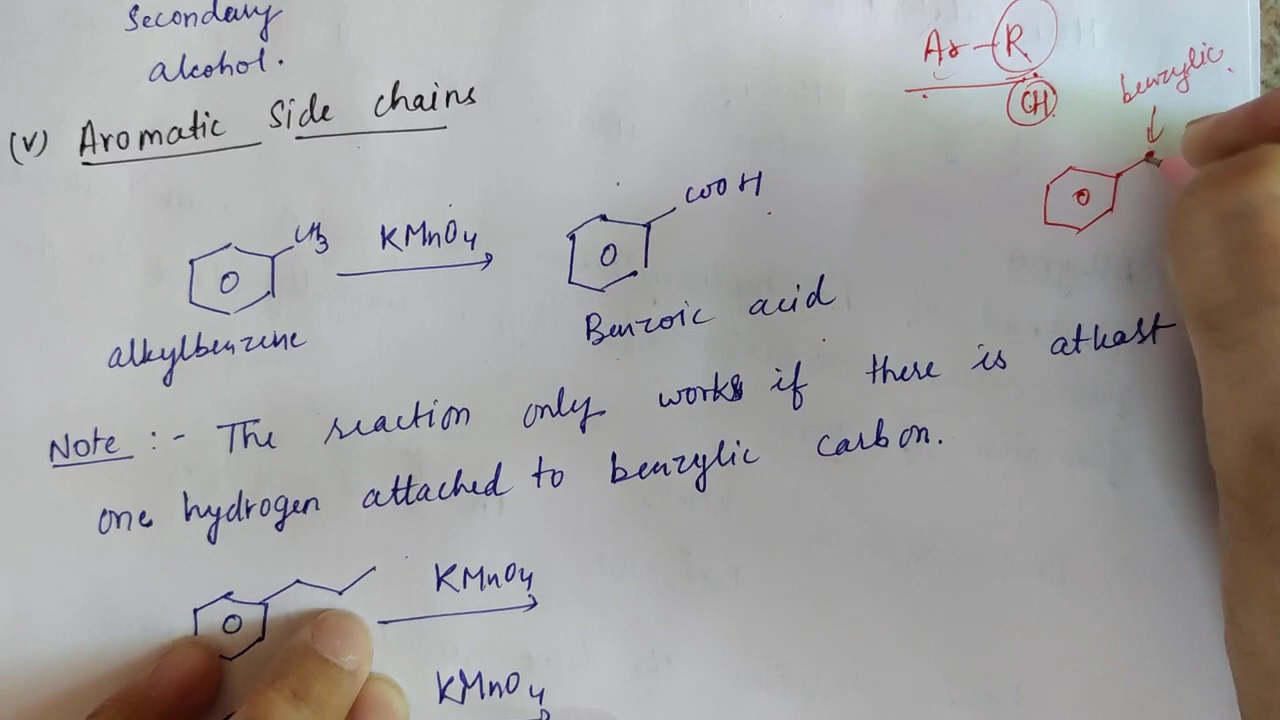 Secondary
alcohol.
Ar-R
CH
benzylic
(V) Aromatic Side chains
CH3
KMnO4
COOH
alkylbenzene
Benzoic acid
Note :- The reaction only works if there is atleast
one hydrogen attached to benzylic carbon.
KMnO4
KMnO4